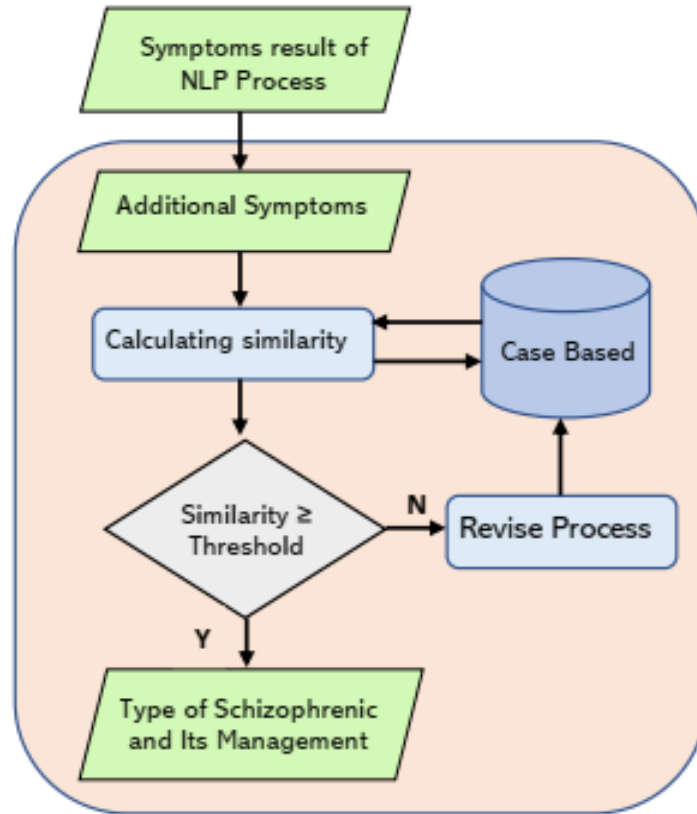 Symptoms result of
NLP Process
Additional Symptoms
Calculating similarity
Case Based
Similarity ≥
Threshold
N
Revise Process
Y
Type of Schizophrenic
and Its Management